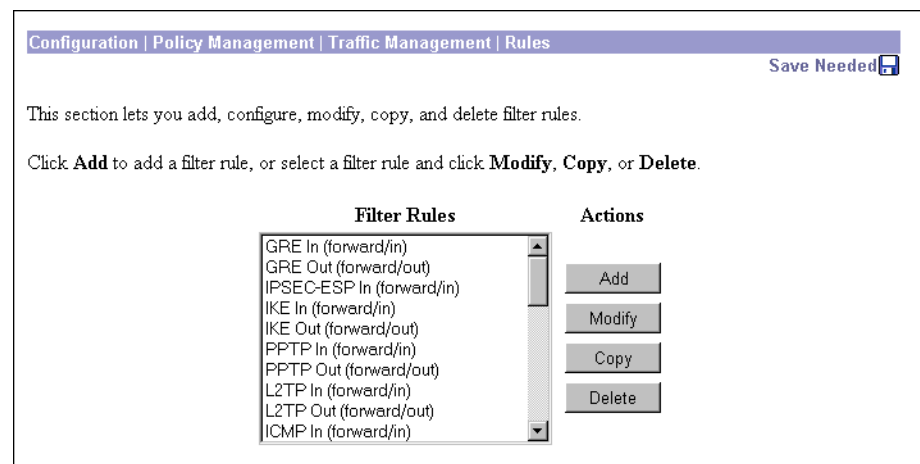 Configuration | Policy Management | Traffic Management | Rules
Save Needed
This section lets you add, configure, modify, copy, and delete filter rules.
Click Add to add a filter rule, or select a filter rule and click Modify, Copy, or Delete.
Filter Rules
Actions
GRE In (forward/in)
GRE Out (forward/out)
IPSEC-ESP In (forward/in)
IKE In (forward/in)
IKE Out (forward/out)
PPTP In (forward/in)
PPTP Out (forward/out)
L2TP In (forward/in)
L2TP Out (forward/out)
ICMP In (forward/in)
Add
Modify
Copy
Delete